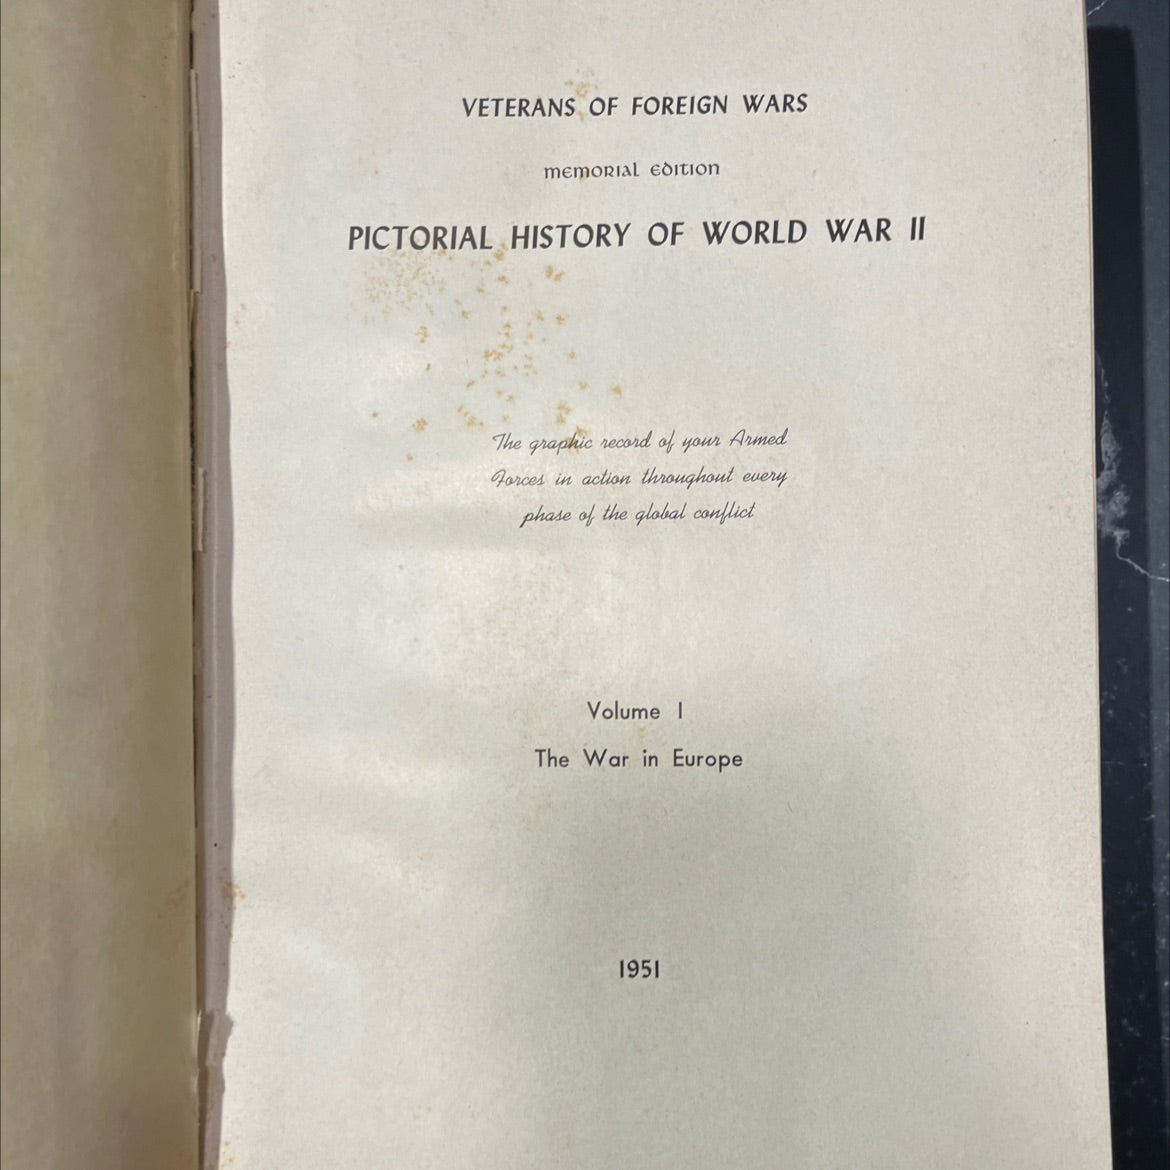 VETERANS OF FOREIGN WARS
MEMORIAL EDITION
PICTORIAL HISTORY OF WORLD WAR II
The graphic record of your Armed
Forces in action throughout every
phase of the global conflict
Volume I
The War in Europe
1951